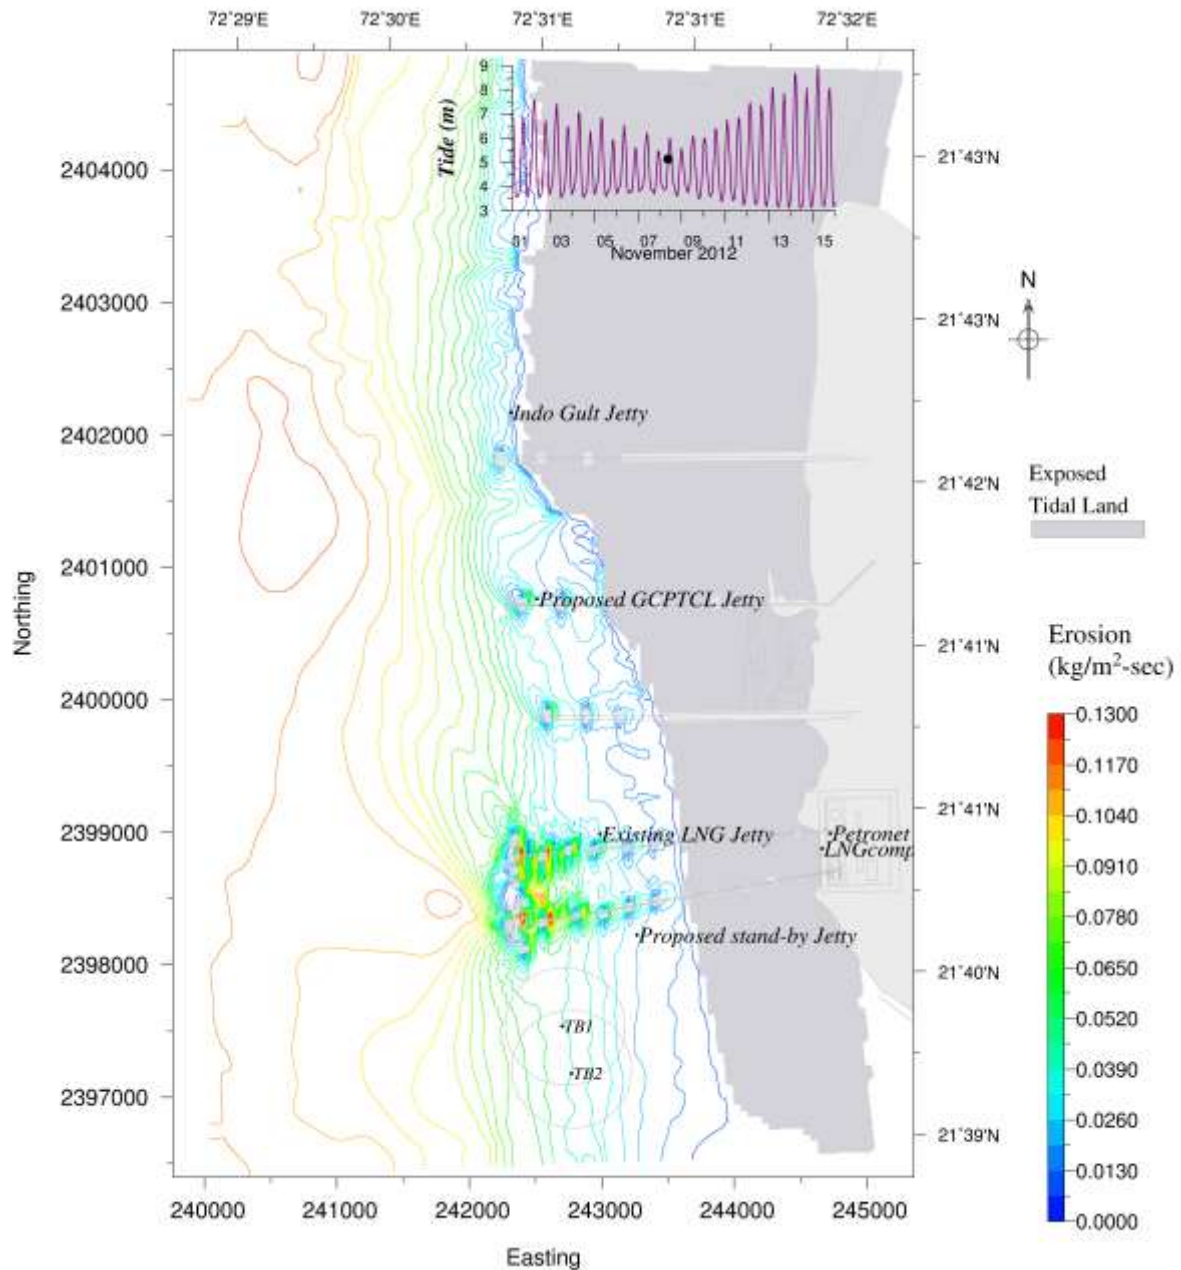 72°29'E 72°30'E 72°31'E 72°31'E 72°32'E
9
8
7
6
5
4
3
Tide (m)
01 03 05 07 09 11 13 15
November 2012
2404000
2403000
2402000
2401000
2400000
2399000
2398000
2397000
Northing
21°43'N
21°43'N
21°42'N
21°41'N
21°41'N
21°40'N
21°39'N
N
Indo Gult Jetty
Proposed GCPTCL Jetty
Existing LNG Jetty
Petronet
LNGcomp
Proposed stand-by Jetty
TB1
TB2
Exposed
Tidal Land
Erosion
(kg/m²-sec)
0.1300
0.1170
0.1040
0.0910
0.0780
0.0650
0.0520
0.0390
0.0260
0.0130
0.0000
240000 241000 242000 243000 244000 245000
Easting